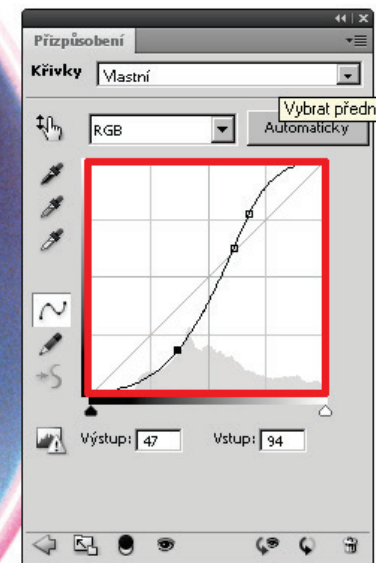 Přizpůsobení
Křivky Vlastní
Vybrat předn
RGB Automaticky
Výstup: 47 Vstup: 94